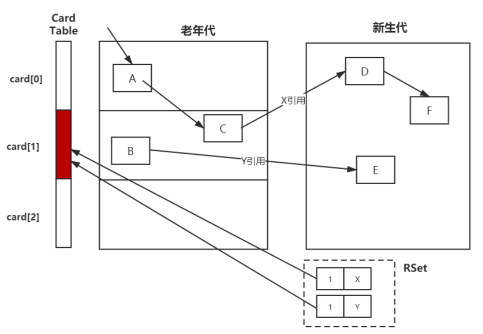 Card
Table
老年代
新生代
card[0]
A
D
X引用
F
C
card[1]
B
Y引用
E
card[2]
RSet
1 X
1 Y